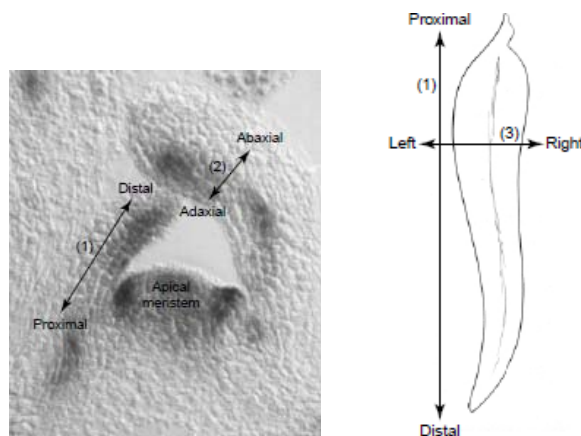 Abaxial
(2)
Distal
Adaxial
(1)
Apical
meristem
Proximal
Proximal
(1)
Left
(3)
Right
Distal